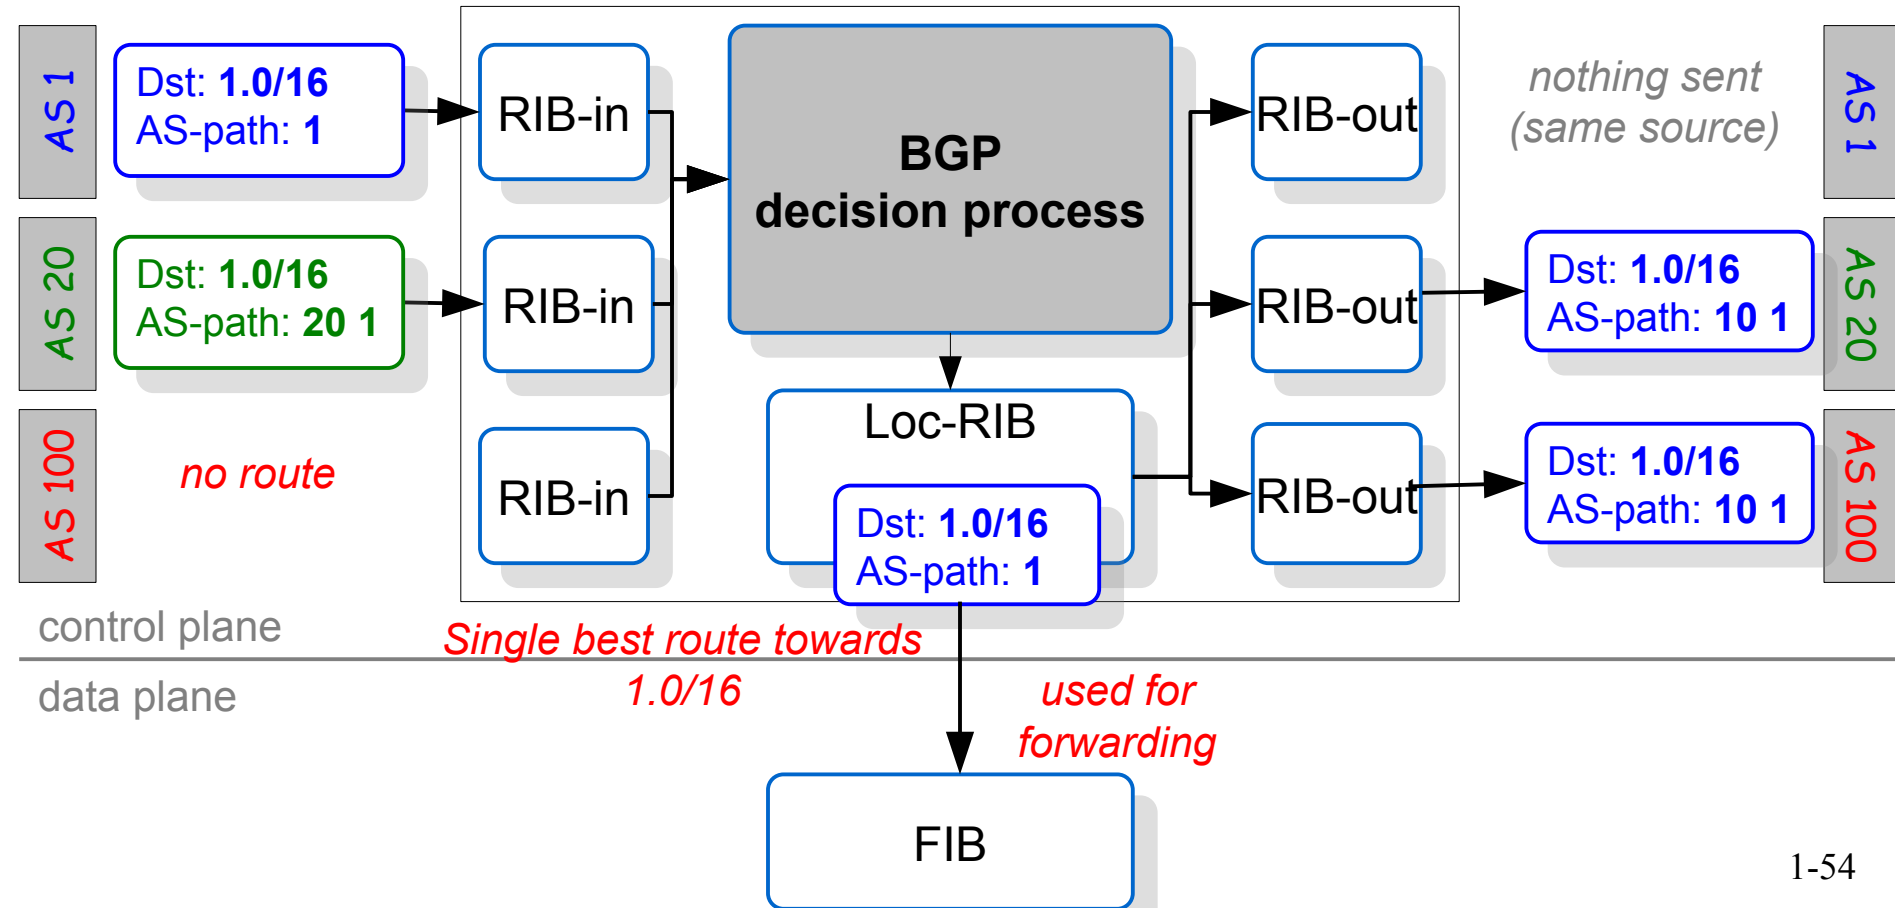 AS 1
Dst: 1.0/16
AS-path: 1
RIB-in
BGP
decision process
RIB-out
nothing sent
(same source)
AS 1
AS 20
Dst: 1.0/16
AS-path: 20 1
RIB-in
RIB-out
Dst: 1.0/16
AS-path: 10 1
AS 20
AS 100
no route
RIB-in
Loc-RIB
Dst: 1.0/16
AS-path: 1
RIB-out
Dst: 1.0/16
AS-path: 10 1
AS 100
control plane
Single best route towards
1.0/16
data plane
used for
forwarding
FIB
1-54